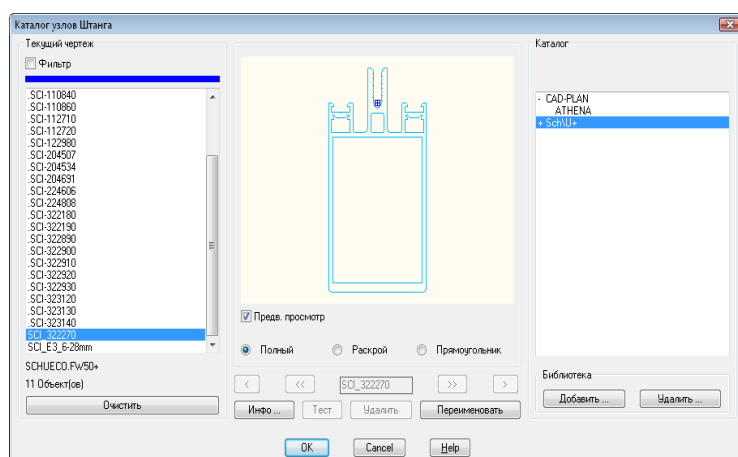 Каталог узлов Штанга
Текущий чертеж
Фильтр
.SCI-110840
.SCI-110860
.SCI-112710
.SCI-112720
.SCI-122980
.SCI-204507
.SCI-204534
.SCI-204691
.SCI-224606
.SCI-224808
.SCI-322180
.SCI-322190
.SCI-322890
.SCI-322900
.SCI-322910
.SCI-322920
.SCI-322930
.SCI-323120
.SCI-323130
.SCI-323140
SCI_322270
SCI_E3_6-28mm
SCHUECO.FW50+
11 Объект(ов)
Очистить
Предв. просмотр
Полный Раскрой Прямоугольник
< << SCI_322270 >> >
Инфо ... Тест Удалить Переименовать
Каталог
- CAD-PLAN
ATHENA
+ Sch\U+
Библиотека
Добавить ... Удалить ...
OK Cancel Help